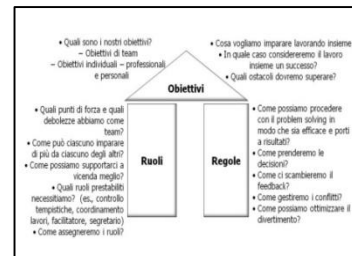 • Quali sono i nostri obiettivi?
– Obiettivi di team
– Obiettivi individuali – professionali
e personali
• Cosa vogliamo imparare lavorando insieme
• In quale caso considereremo il lavoro
insieme un successo?
• Quali ostacoli dovremo superare?
Obiettivi
• Quali punti di forza e quali
debolezze abbiamo come
team?
• Come può ciascuno imparare
di più da ciascuno degli altri?
• Come possiamo supportarci a
vicenda meglio?
• Quali ruoli prestabiliti
necessitiamo? (es., controllo
tempistiche, coordinamento
lavori, facilitatore, segretario)
• Come assegneremo i ruoli?
Ruoli
Regole
• Come possiamo procedere
con il problem solving in
modo che sia efficace e porti
a risultati?
• Come prenderemo le
decisioni?
• Come ci scambieremo il
feedback?
• Come gestiremo i conflitti?
• Come possiamo ottimizzare il
divertimento?